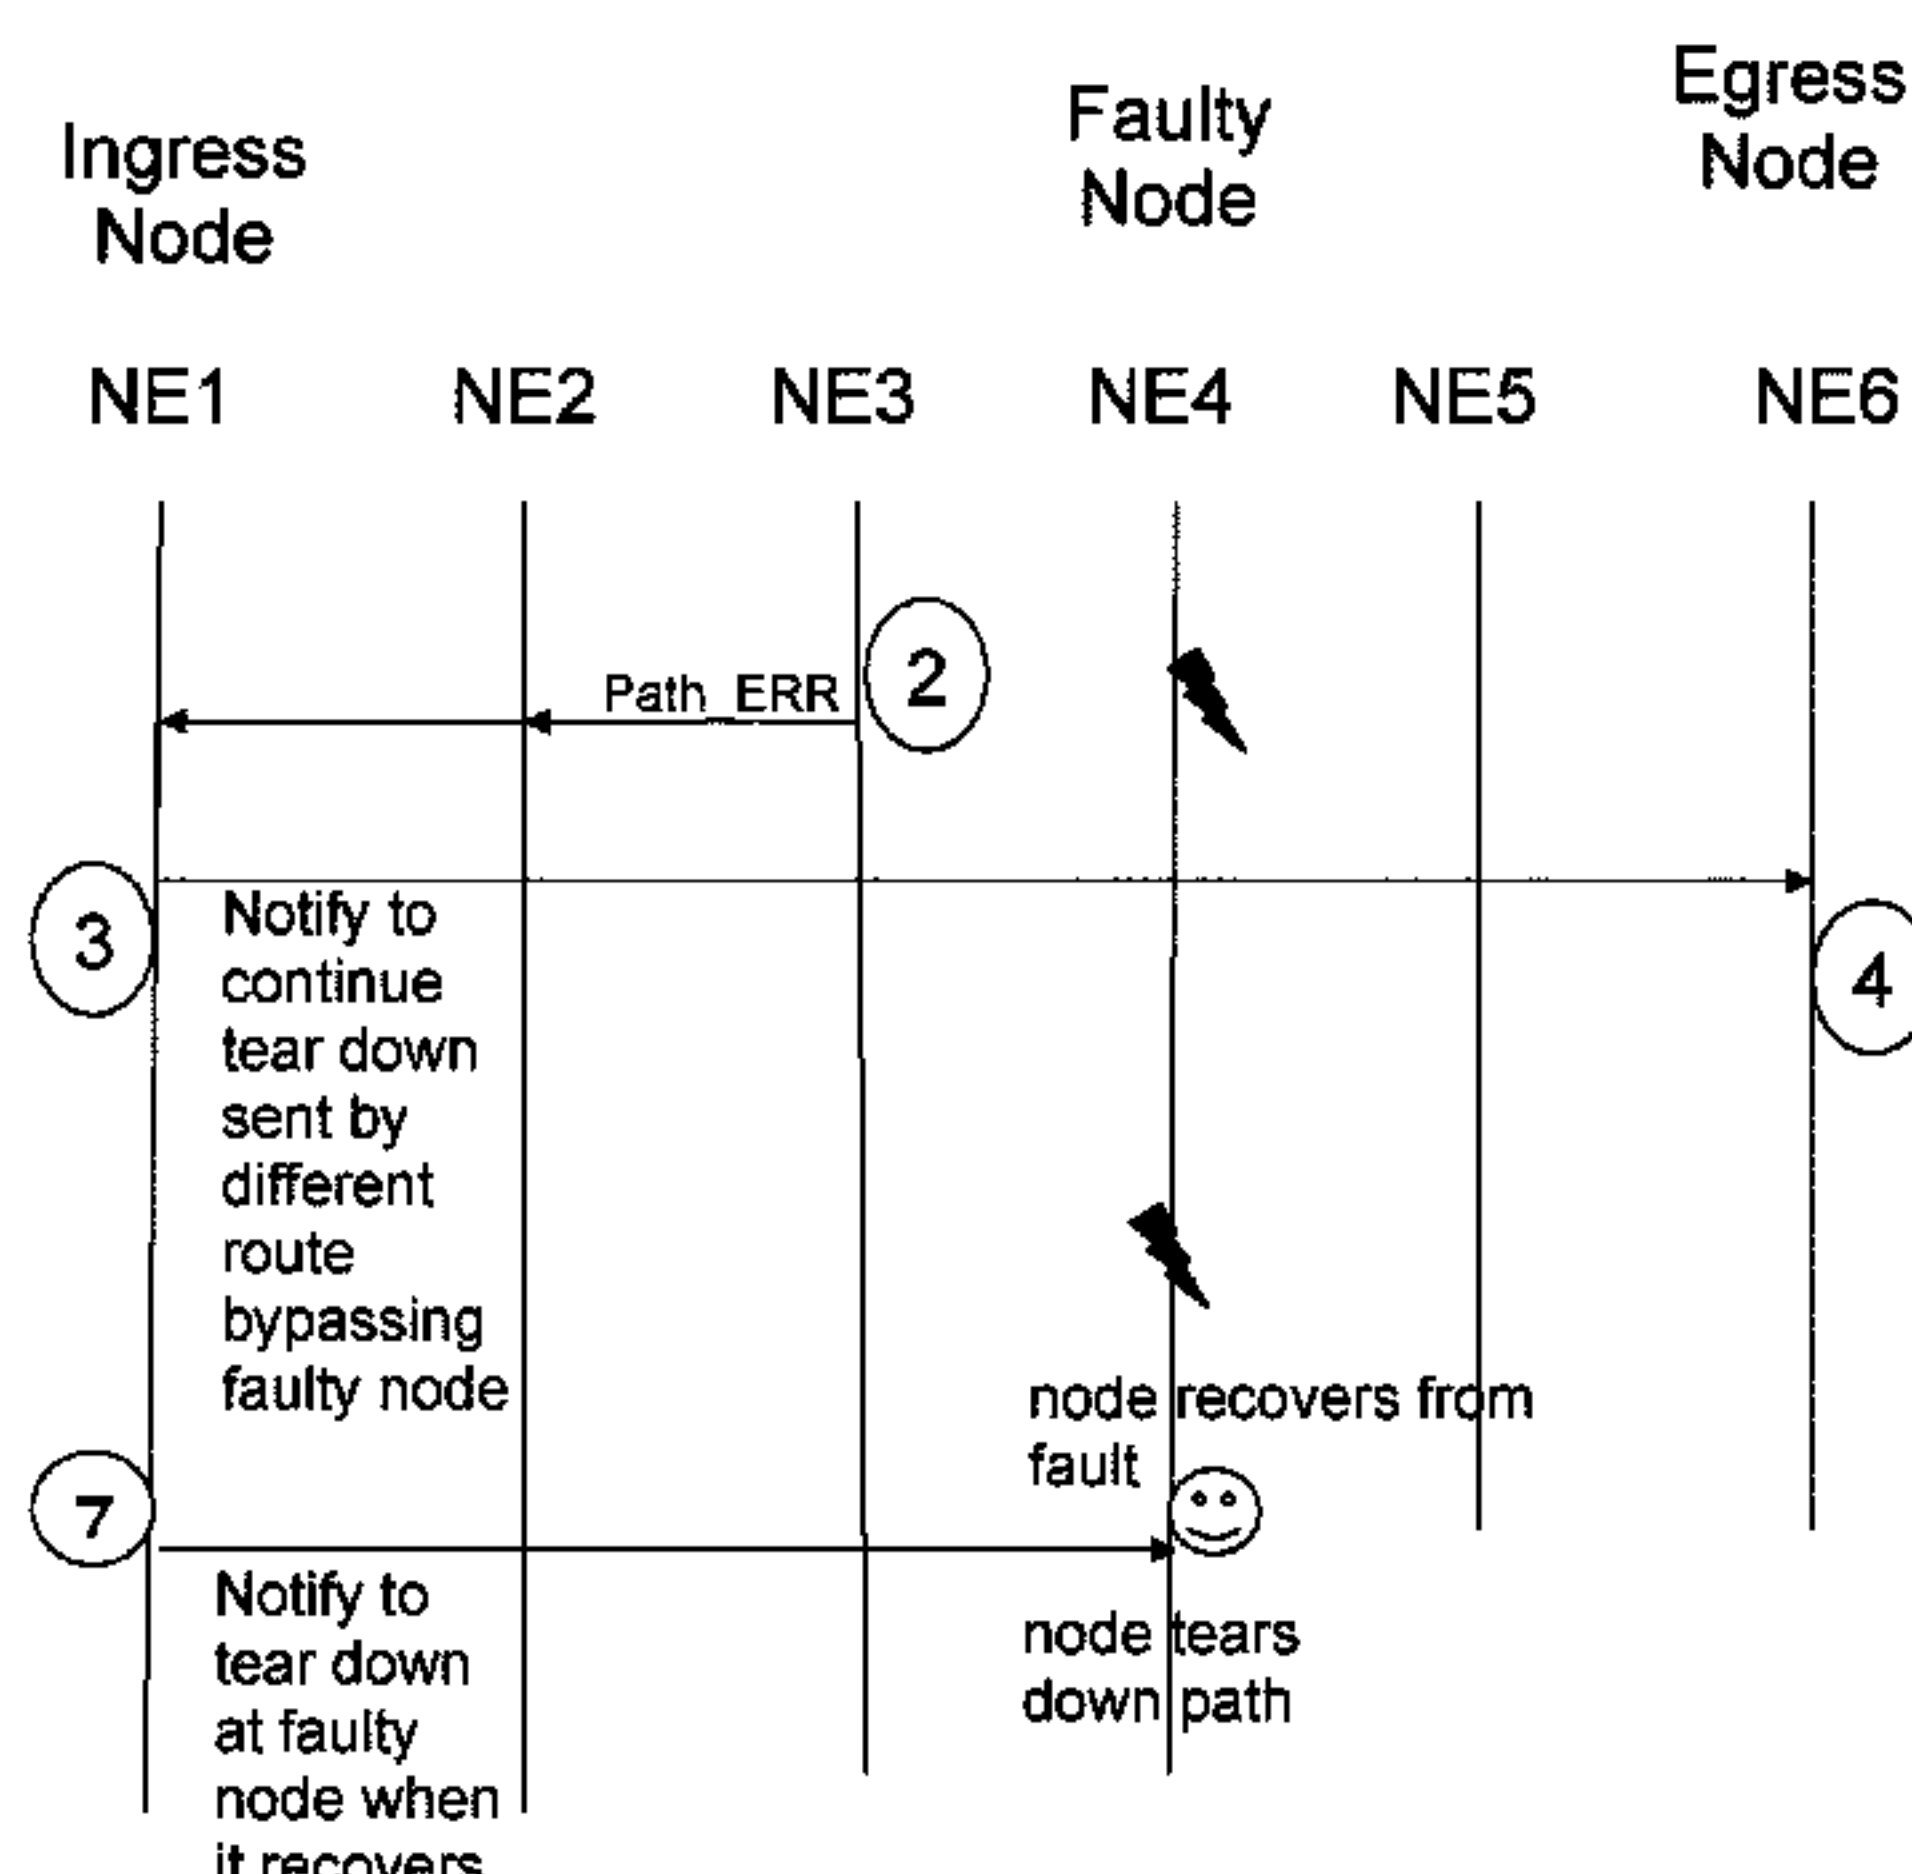 Ingress
Node
Faulty
Node
Egress
Node
NE1 NE2 NE3 NE4 NE5 NE6
2
Path_ERR
3
Notify to
continue
tear down
sent by
different
route
bypassing
faulty node
4
node recovers from
fault
7
Notify to
tear down
at faulty
node when
it recovers
node tears
down path